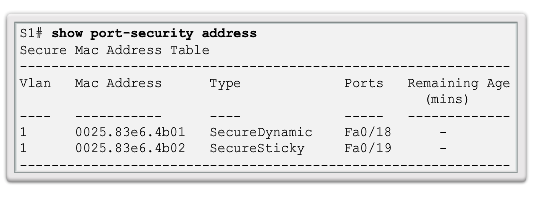 S1# show port-security address
Secure Mac Address Table
------------------------------------------------------------------
Vlan    Mac Address       Type              Ports    Remaining Age
                                                       (mins)
----    -----------       ----              -----    -------------
1       0025.83e6.4b01    SecureDynamic     Fa0/18       -
1       0025.83e6.4b02    SecureSticky      Fa0/19       -
------------------------------------------------------------------